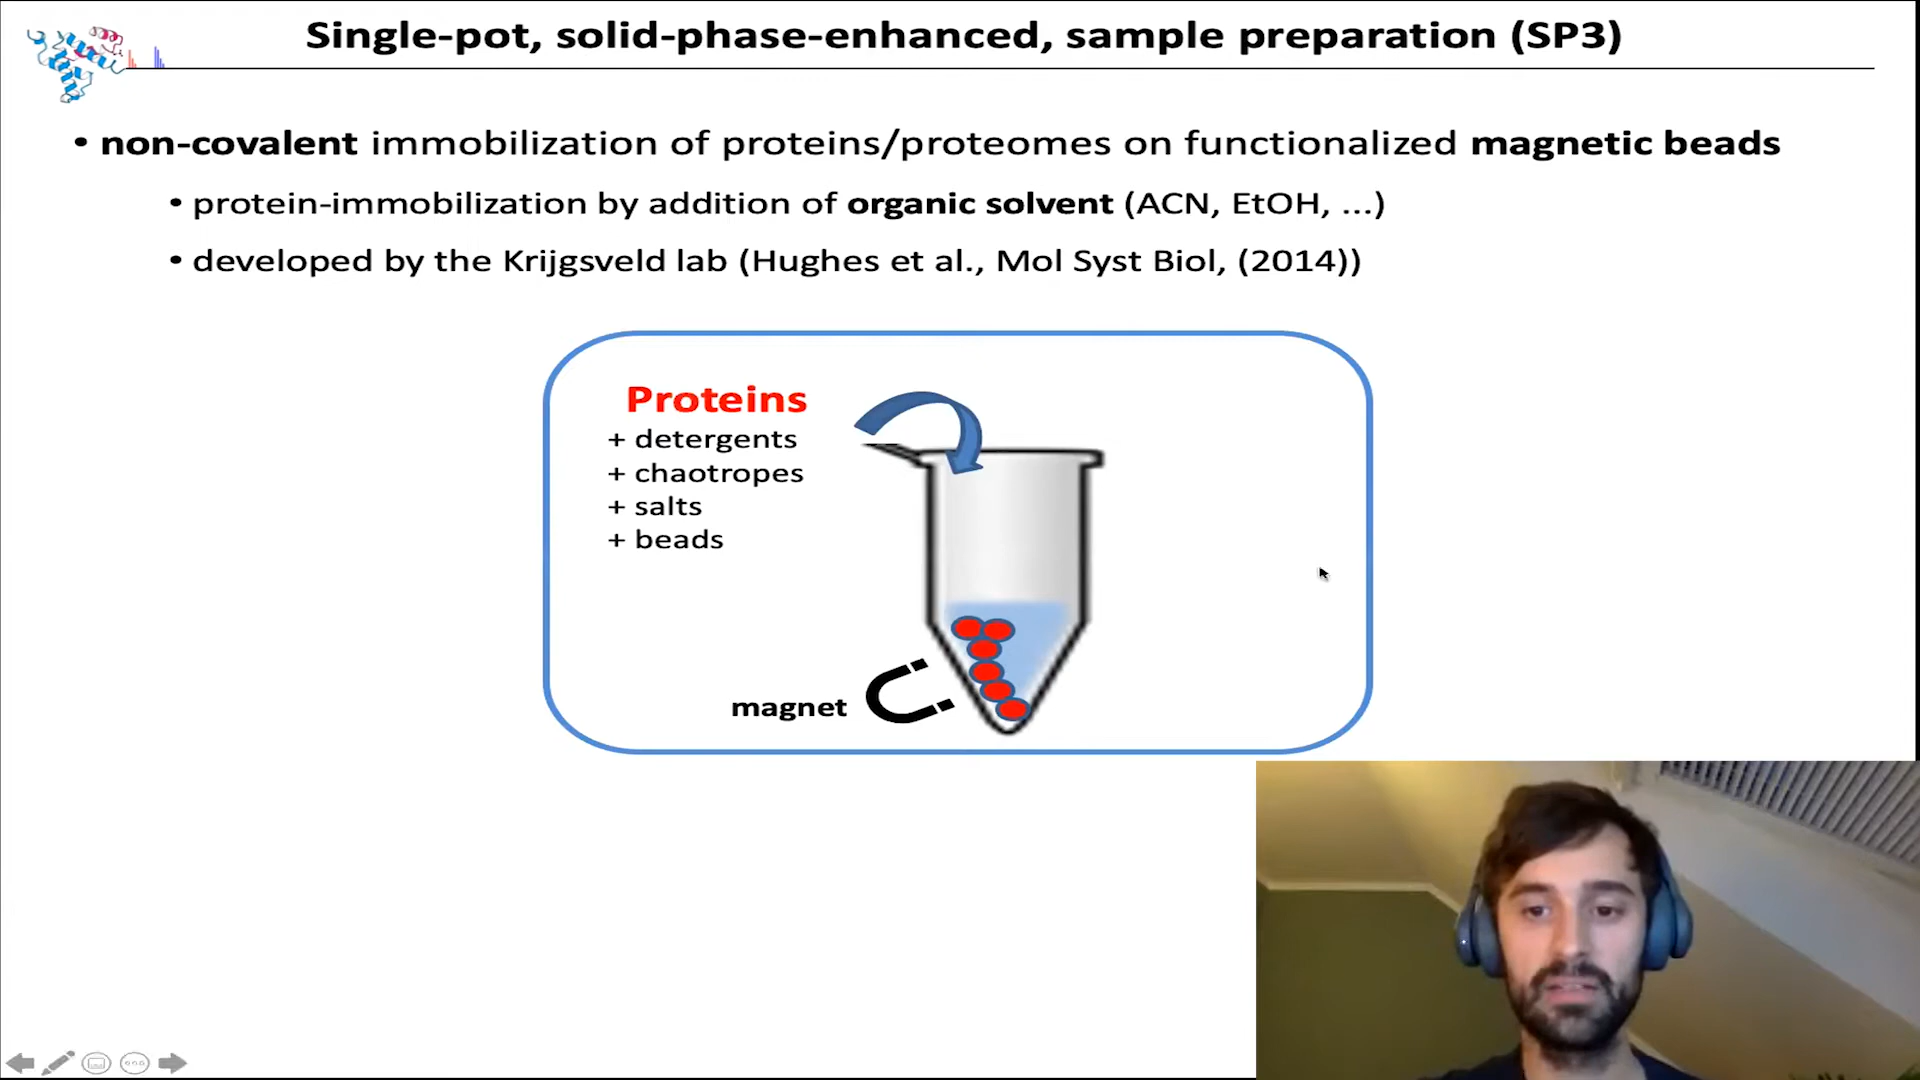 Single-pot, solid-phase-enhanced, sample preparation (SP3)
• non-covalent immobilization of proteins/proteomes on functionalized magnetic beads
• protein-immobilization by addition of organic solvent (ACN, EtOH, ...)
• developed by the Krijgsveld lab (Hughes et al., Mol Syst Biol, (2014))
Proteins
+ detergents
+ chaotropes
+ salts
+ beads
magnet